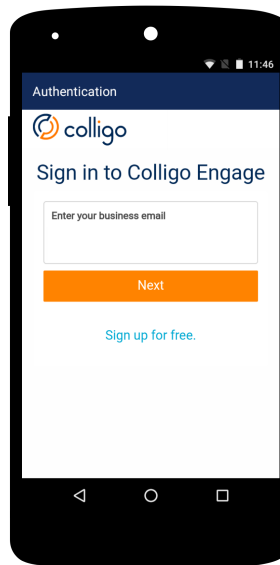 11:46
Authentication
colligo
Sign in to Colligo Engage
Enter your business email
Next
Sign up for free.